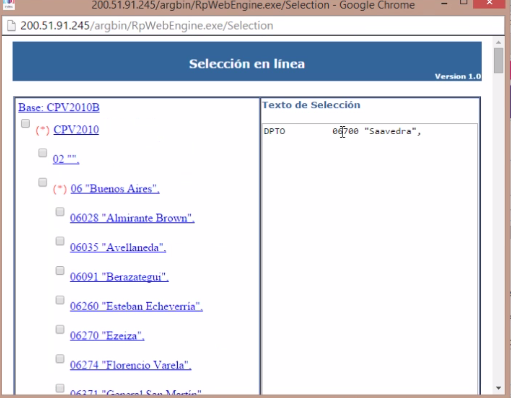 200.51.91.245/argbin/RpWebEngine.exe/Selection - Google Chrome
200.51.91.245/argbin/RpWebEngine.exe/Selection
Selección en línea
Version 1.0
Base: CPV2010B
(*) CPV2010
02 "",
(*) 06 "Buenos Aires",
06028 "Almirante Brown",
06035 "Avellaneda",
06091 "Berazategui",
06260 "Esteban Echeverría",
06270 "Ezeiza",
06274 "Florencio Varela",
06371 "General San Martín",
Texto de Selección
DPTO 06700 "Saavedra",